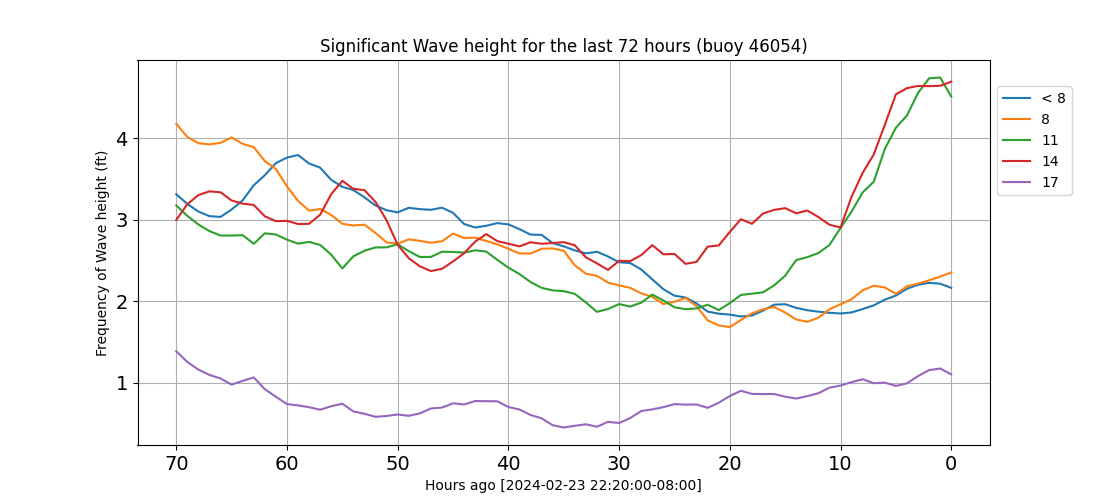 Significant Wave height for the last 72 hours (buoy 46054)
Frequency of Wave height (ft)
4
3
2
1
70 60 50 40 30 20 10 0
Hours ago [2024-02-23 22:20:00-08:00]
< 8
8
11
14
17